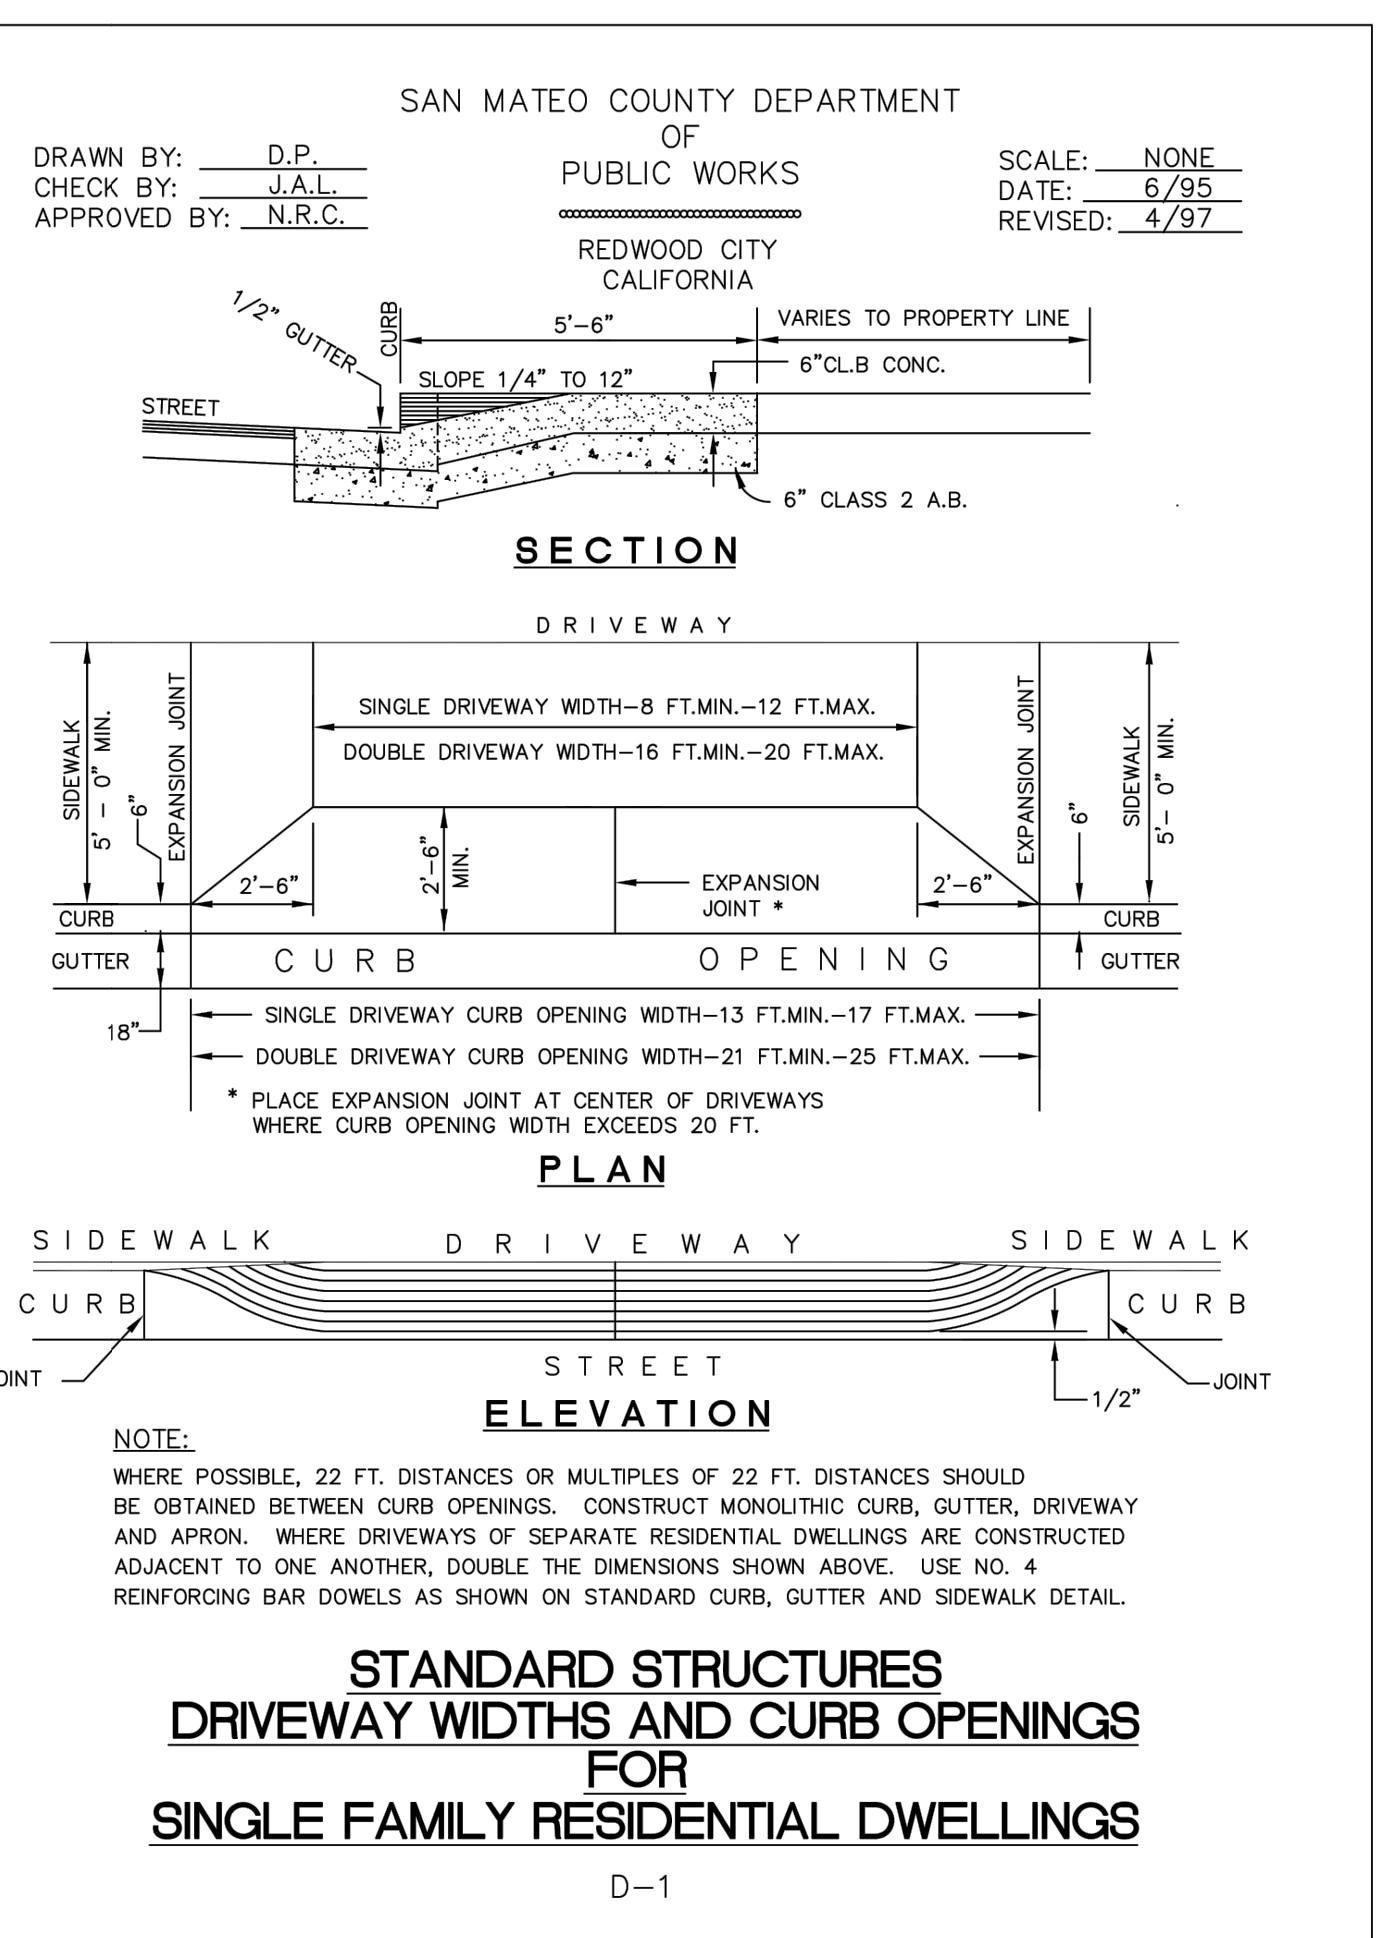 SAN MATEO COUNTY DEPARTMENT
OF
PUBLIC WORKS
DRAWN BY: D.P.
CHECK BY: J.A.L.
APPROVED BY: N.R.C.
SCALE: NONE
DATE: 6/95
REVISED: 4/97
REDWOOD CITY
CALIFORNIA
1/2" GUTTER
CURB
5'-6"
VARIES TO PROPERTY LINE
6"CL.B CONC.
SLOPE 1/4" TO 12"
STREET
6" CLASS 2 A.B.
SECTION
DRIVEWAY
SIDEWALK
5' - 0" MIN.
6"
EXPANSION JOINT
SINGLE DRIVEWAY WIDTH-8 FT.MIN.-12 FT.MAX.
DOUBLE DRIVEWAY WIDTH-16 FT.MIN.-20 FT.MAX.
EXPANSION JOINT
6"
SIDEWALK
5'- 0" MIN.
2'-6"
2'-6"
MIN.
EXPANSION
JOINT *
2'-6"
CURB
CURB
GUTTER
CURB OPENING
GUTTER
18"
SINGLE DRIVEWAY CURB OPENING WIDTH-13 FT.MIN.-17 FT.MAX.
DOUBLE DRIVEWAY CURB OPENING WIDTH-21 FT.MIN.-25 FT.MAX.
* PLACE EXPANSION JOINT AT CENTER OF DRIVEWAYS
WHERE CURB OPENING WIDTH EXCEEDS 20 FT.
PLAN
SIDEWALK
DRIVEWAY
SIDEWALK
CURB
CURB
STREET
JOINT
1/2"
ELEVATION
NOTE:
WHERE POSSIBLE, 22 FT. DISTANCES OR MULTIPLES OF 22 FT. DISTANCES SHOULD
BE OBTAINED BETWEEN CURB OPENINGS. CONSTRUCT MONOLITHIC CURB, GUTTER, DRIVEWAY
AND APRON. WHERE DRIVEWAYS OF SEPARATE RESIDENTIAL DWELLINGS ARE CONSTRUCTED
ADJACENT TO ONE ANOTHER, DOUBLE THE DIMENSIONS SHOWN ABOVE. USE NO. 4
REINFORCING BAR DOWELS AS SHOWN ON STANDARD CURB, GUTTER AND SIDEWALK DETAIL.
STANDARD STRUCTURES
DRIVEWAY WIDTHS AND CURB OPENINGS
FOR
SINGLE FAMILY RESIDENTIAL DWELLINGS
D-1